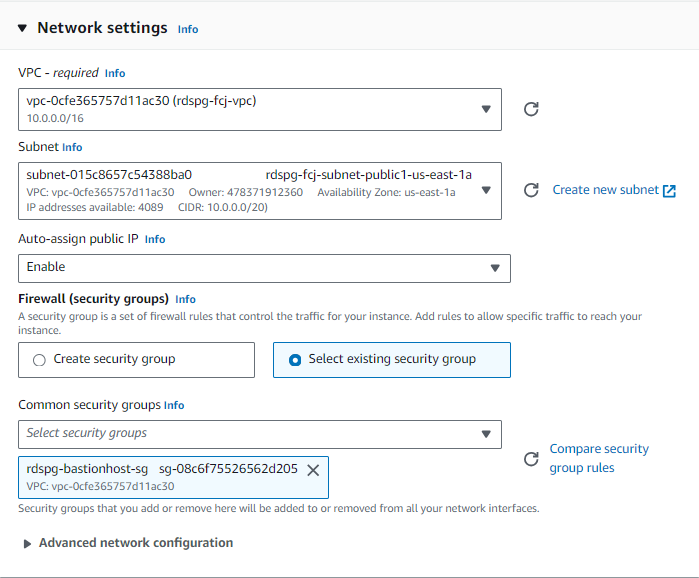 Network settings Info
VPC - required Info
vpc-0cfe365757d11ac30 (rdspg-fcj-vpc)
10.0.0.0/16
Subnet Info
subnet-015c8657c54388ba0 rdspg-fcj-subnet-public1-us-east-1a
VPC: vpc-0cfe365757d11ac30 Owner: 478371912360 Availability Zone: us-east-1a
IP addresses available: 4089 CIDR: 10.0.0.0/20)
Create new subnet
Auto-assign public IP Info
Enable
Firewall (security groups) Info
A security group is a set of firewall rules that control the traffic for your instance. Add rules to allow specific traffic to reach your
instance.
Create security group
Select existing security group
Common security groups Info
Select security groups
Compare security
group rules
rdspg-bastionhost-sg sg-08c6f75526562d205
VPC: vpc-0cfe365757d11ac30
Security groups that you add or remove here will be added to or removed from all your network interfaces.
Advanced network configuration